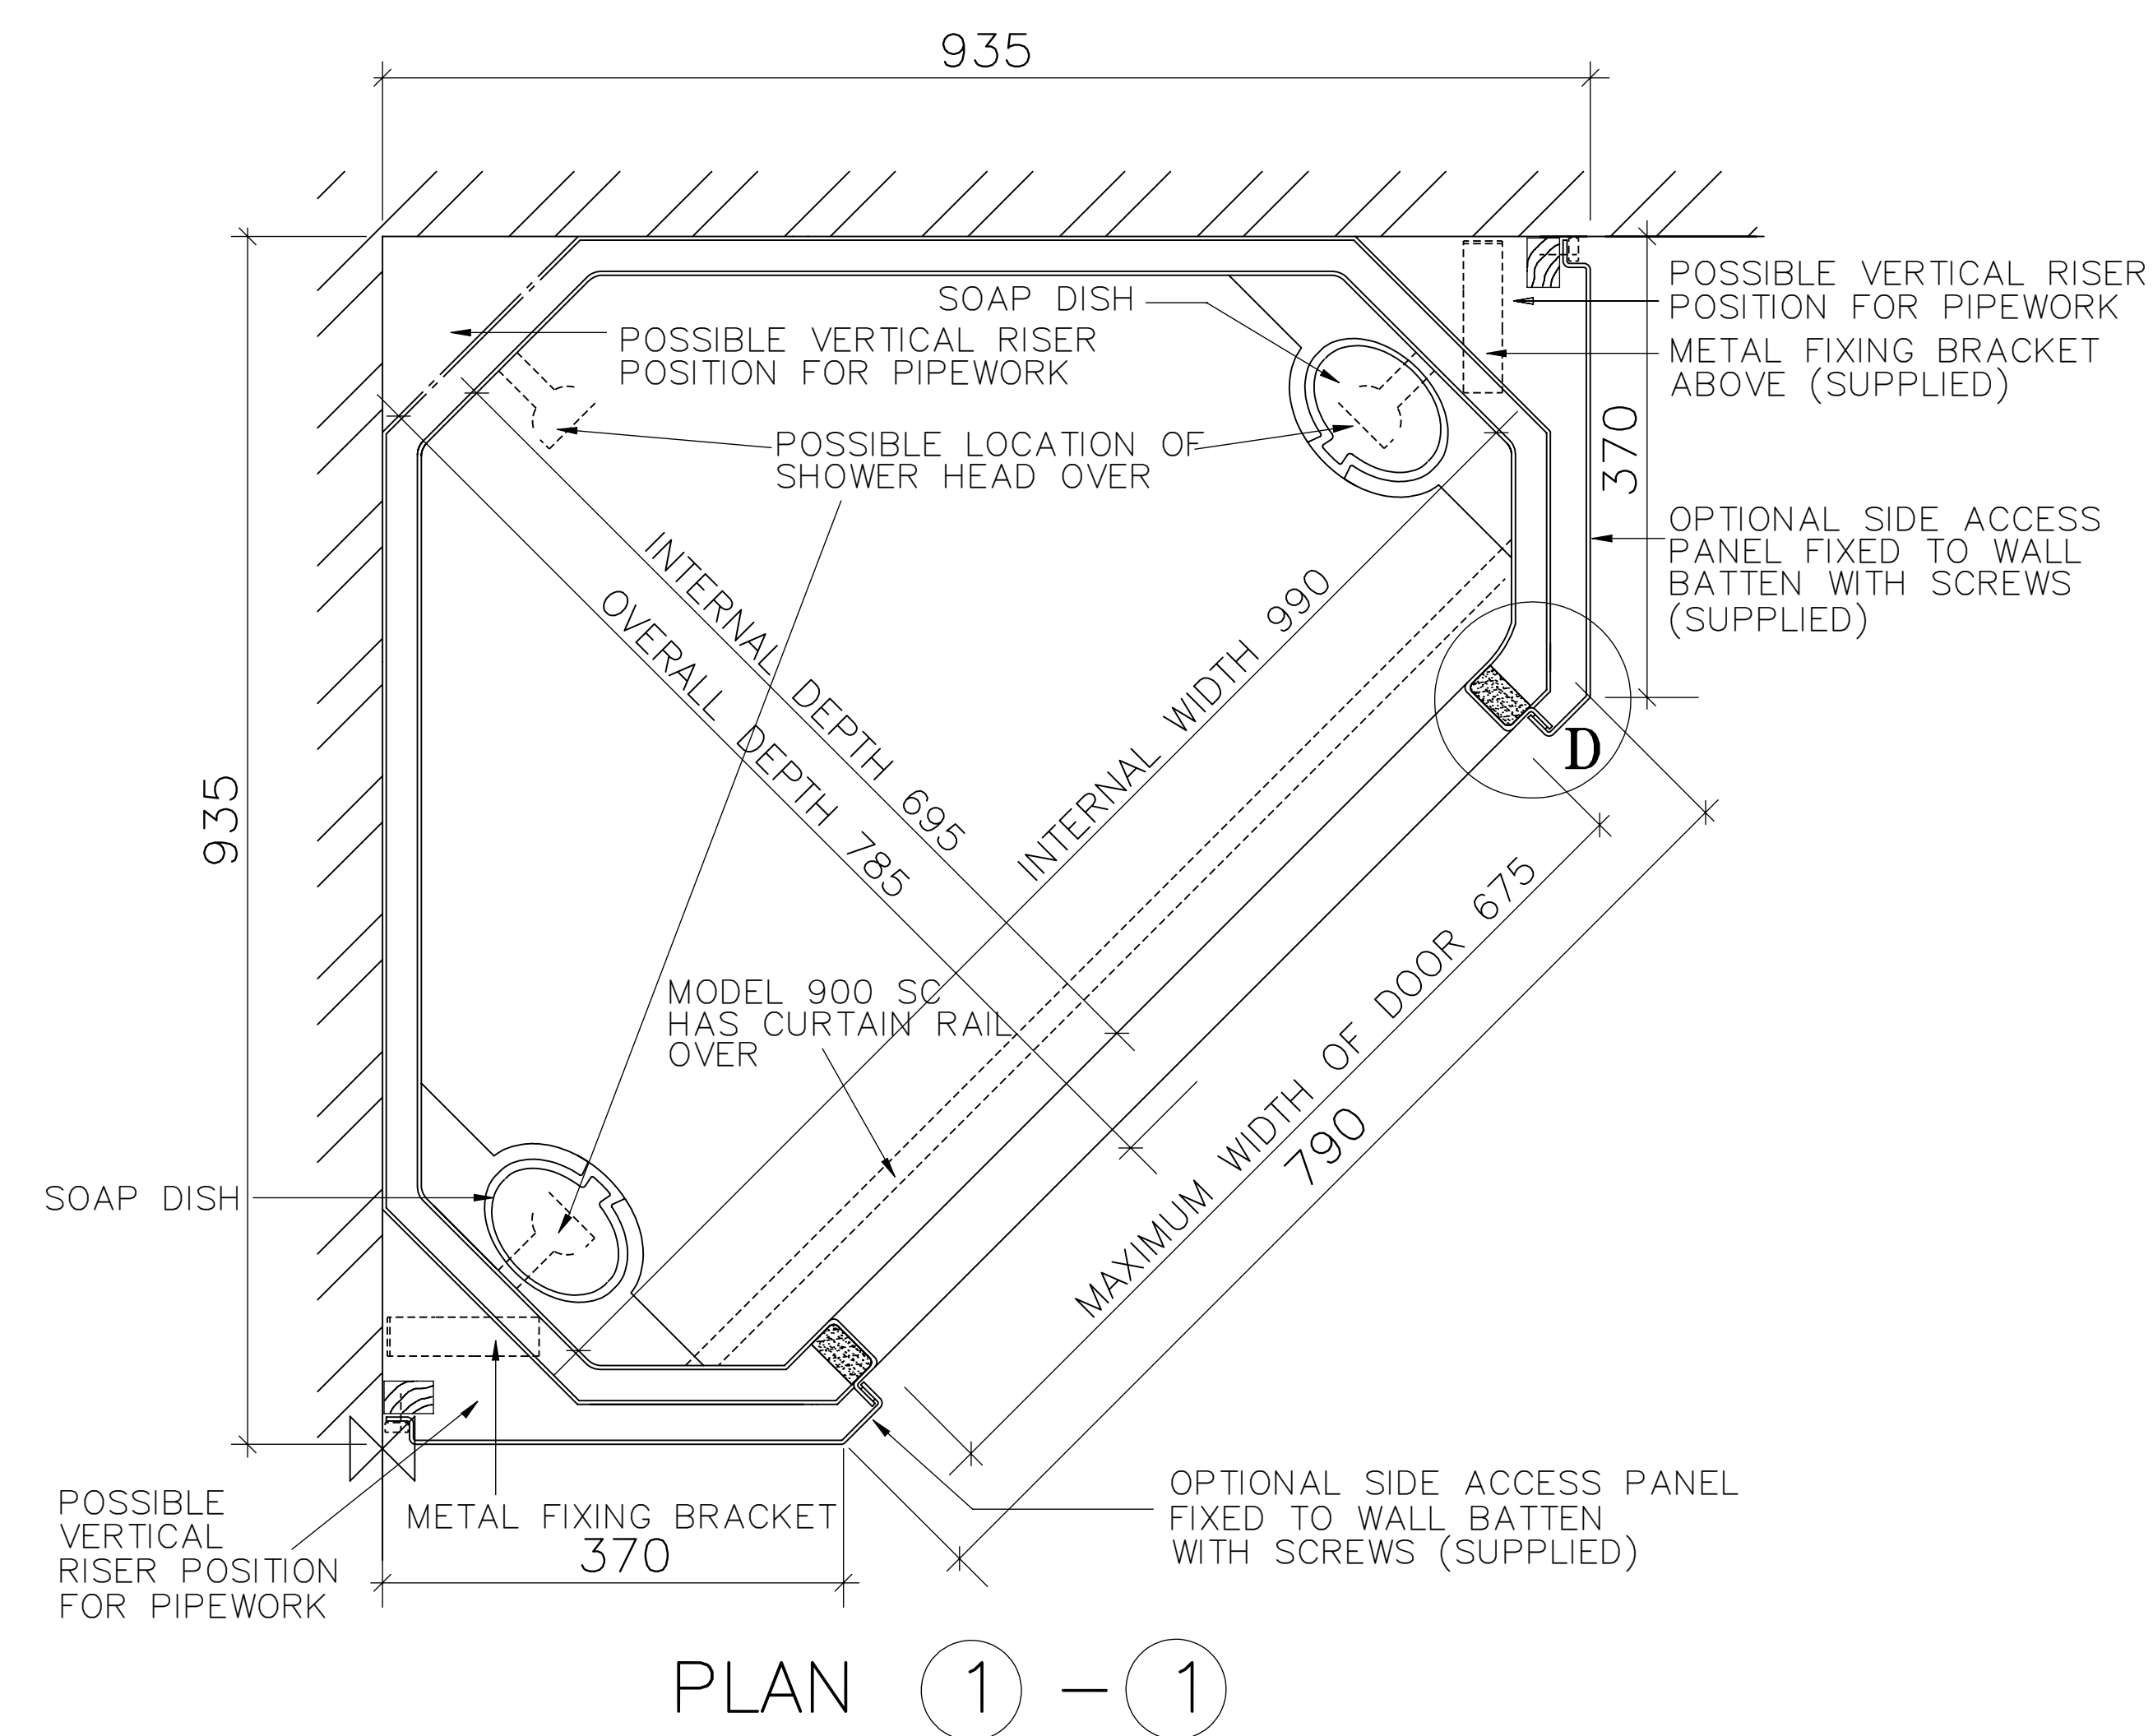 935
SOAP DISH
POSSIBLE VERTICAL RISER
POSITION FOR PIPEWORK
POSSIBLE VERTICAL RISER
POSITION FOR PIPEWORK
METAL FIXING BRACKET
ABOVE (SUPPLIED)
370
POSSIBLE LOCATION OF
SHOWER HEAD OVER
OPTIONAL SIDE ACCESS
PANEL FIXED TO WALL
BATTEN WITH SCREWS
(SUPPLIED)
INTERNAL DEPTH 695
OVERALL DEPTH 785
INTERNAL WIDTH 990
D
935
MODEL 900 SC
HAS CURTAIN RAIL
OVER
MAXIMUM WIDTH OF DOOR 675
790
SOAP DISH
POSSIBLE
VERTICAL
RISER POSITION
FOR PIPEWORK
METAL FIXING BRACKET
370
OPTIONAL SIDE ACCESS PANEL
FIXED TO WALL BATTEN
WITH SCREWS (SUPPLIED)
PLAN 1 - 1